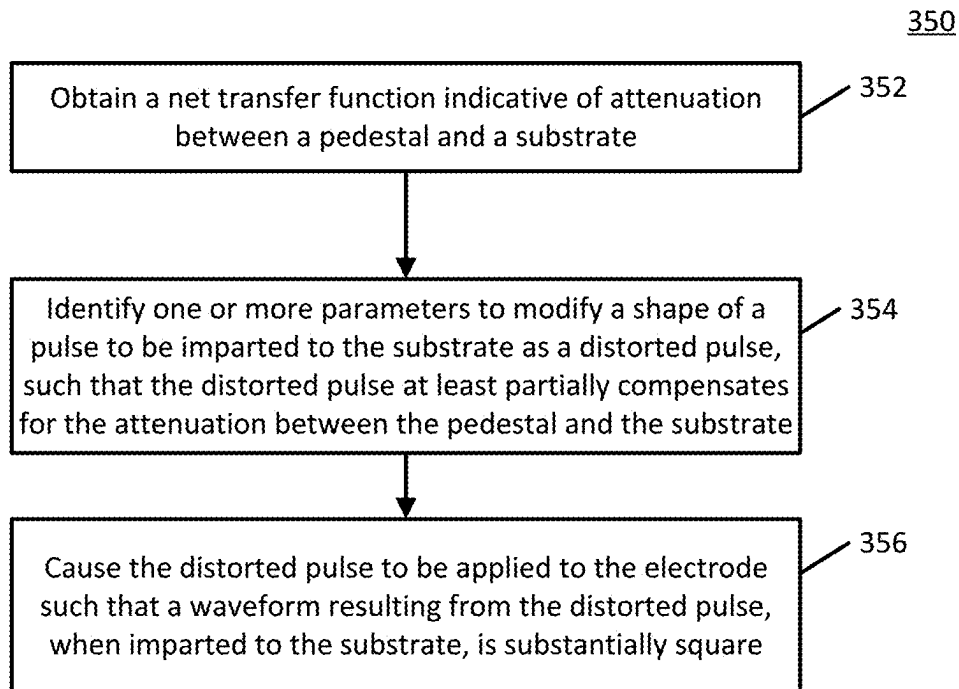 350
Obtain a net transfer function indicative of attenuation
between a pedestal and a substrate
352
Identify one or more parameters to modify a shape of a
pulse to be imparted to the substrate as a distorted pulse,
such that the distorted pulse at least partially compensates
for the attenuation between the pedestal and the substrate
354
Cause the distorted pulse to be applied to the electrode
such that a waveform resulting from the distorted pulse,
when imparted to the substrate, is substantially square
356